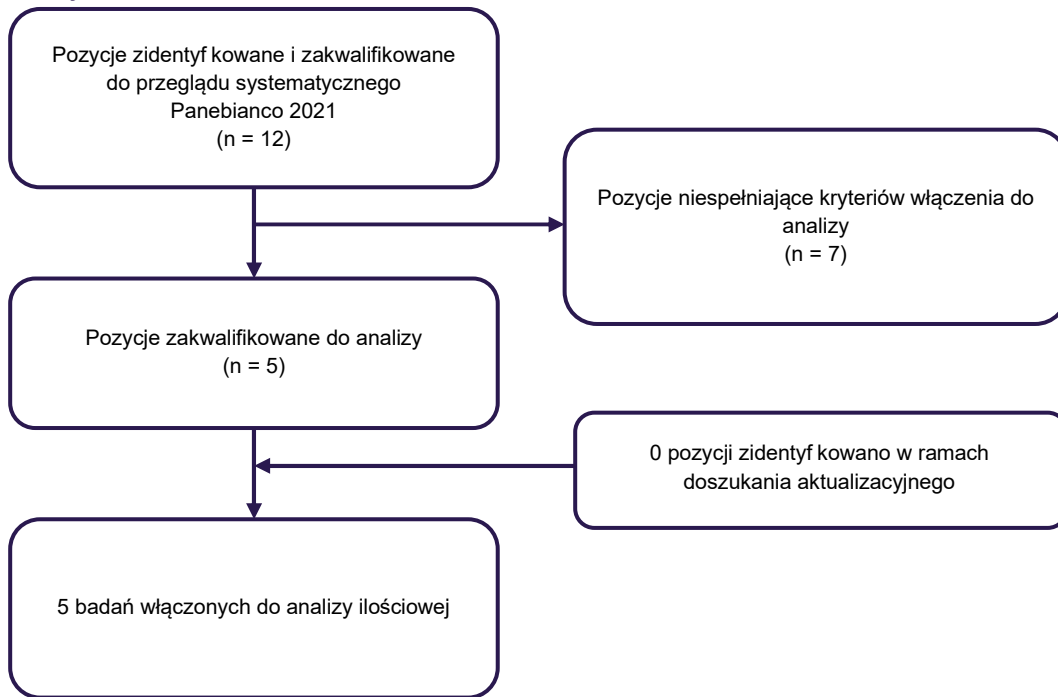 Pozycje zidentyf kowane i zakwalifikowane
do przeglądu systematycznego
Panebianco 2021
(n = 12)
Pozycje niespełniające kryteriów włączenia do
analizy
(n = 7)
Pozycje zakwalifikowane do analizy
(n = 5)
0 pozycji zidentyf kowano w ramach
doszukania aktualizacyjnego
5 badań włączonych do analizy ilościowej